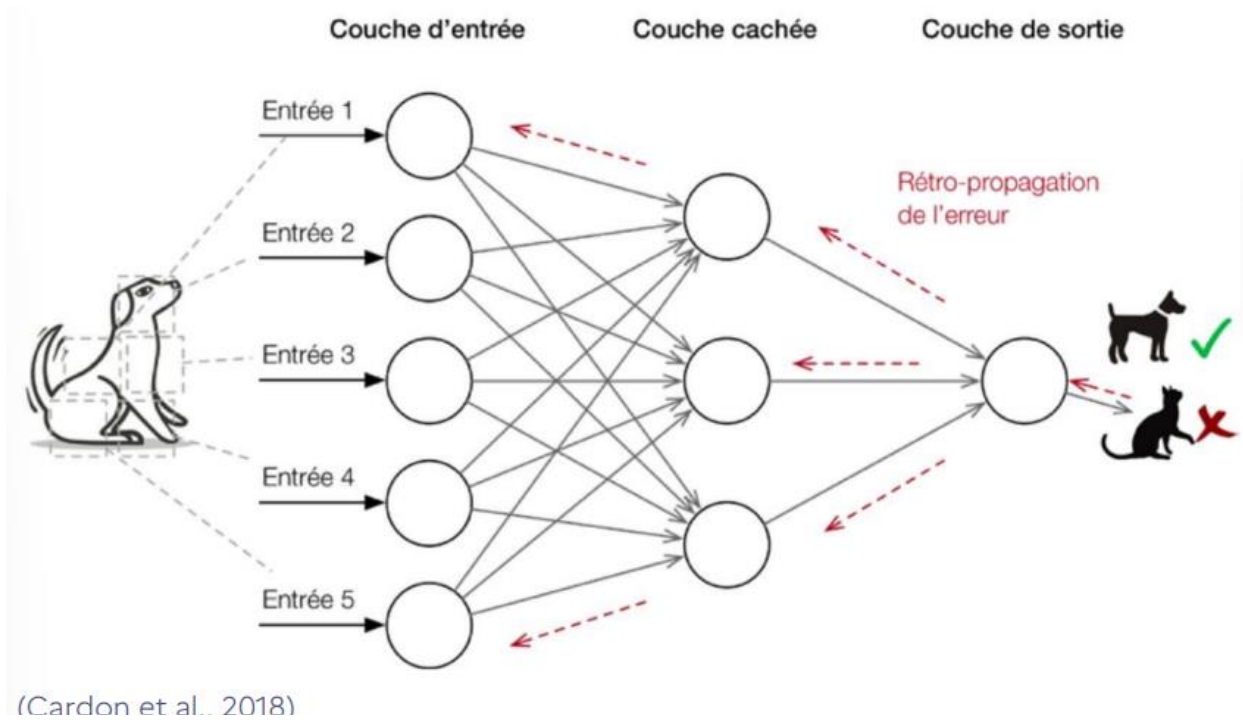 Couche d'entrée
Couche cachée
Couche de sortie
Entrée 1
Entrée 2
Entrée 3
Entrée 4
Entrée 5
Rétro-propagation
de l'erreur
(Cardon et al., 2018)